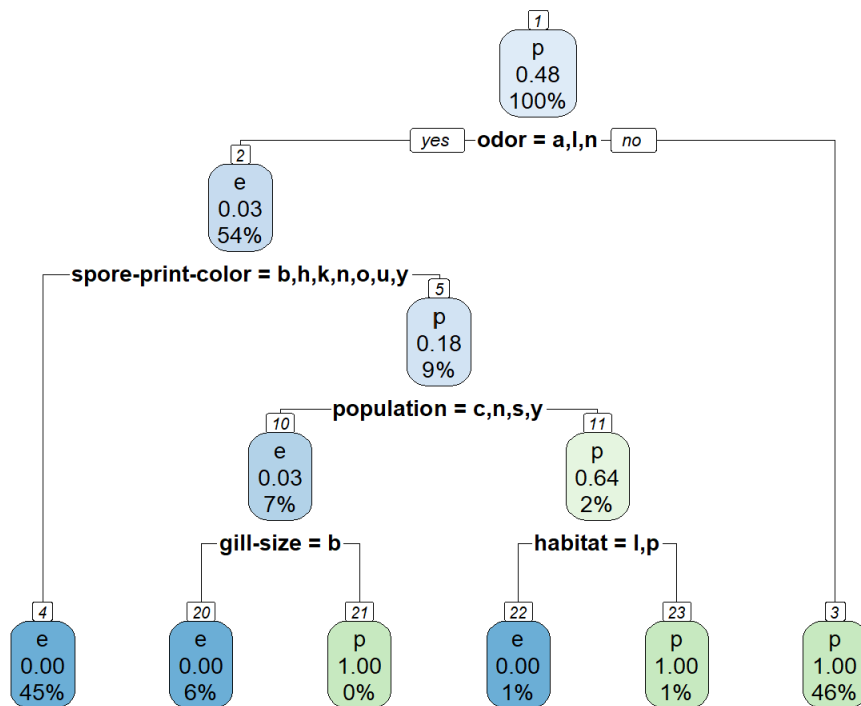 1
p
0.48
100%
yes odor = a,l,n no
2
e
0.03
54%
spore-print-color = b,h,k,n,o,u,y
5
p
0.18
9%
population = c,n,s,y
10
e
0.03
7%
11
p
0.64
2%
gill-size = b
habitat = l,p
4
e
0.00
45%
20
e
0.00
6%
21
p
1.00
0%
22
e
0.00
1%
23
p
1.00
1%
3
p
1.00
46%